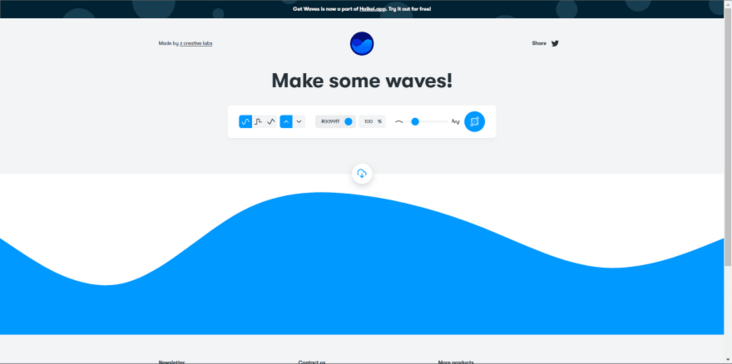 Get Waves is now a part of Haikei.app. Try it out for free!
Made by z creative labs
Share
Make some waves!
#0099ff
100 %
Newsletter
Contact us
More products